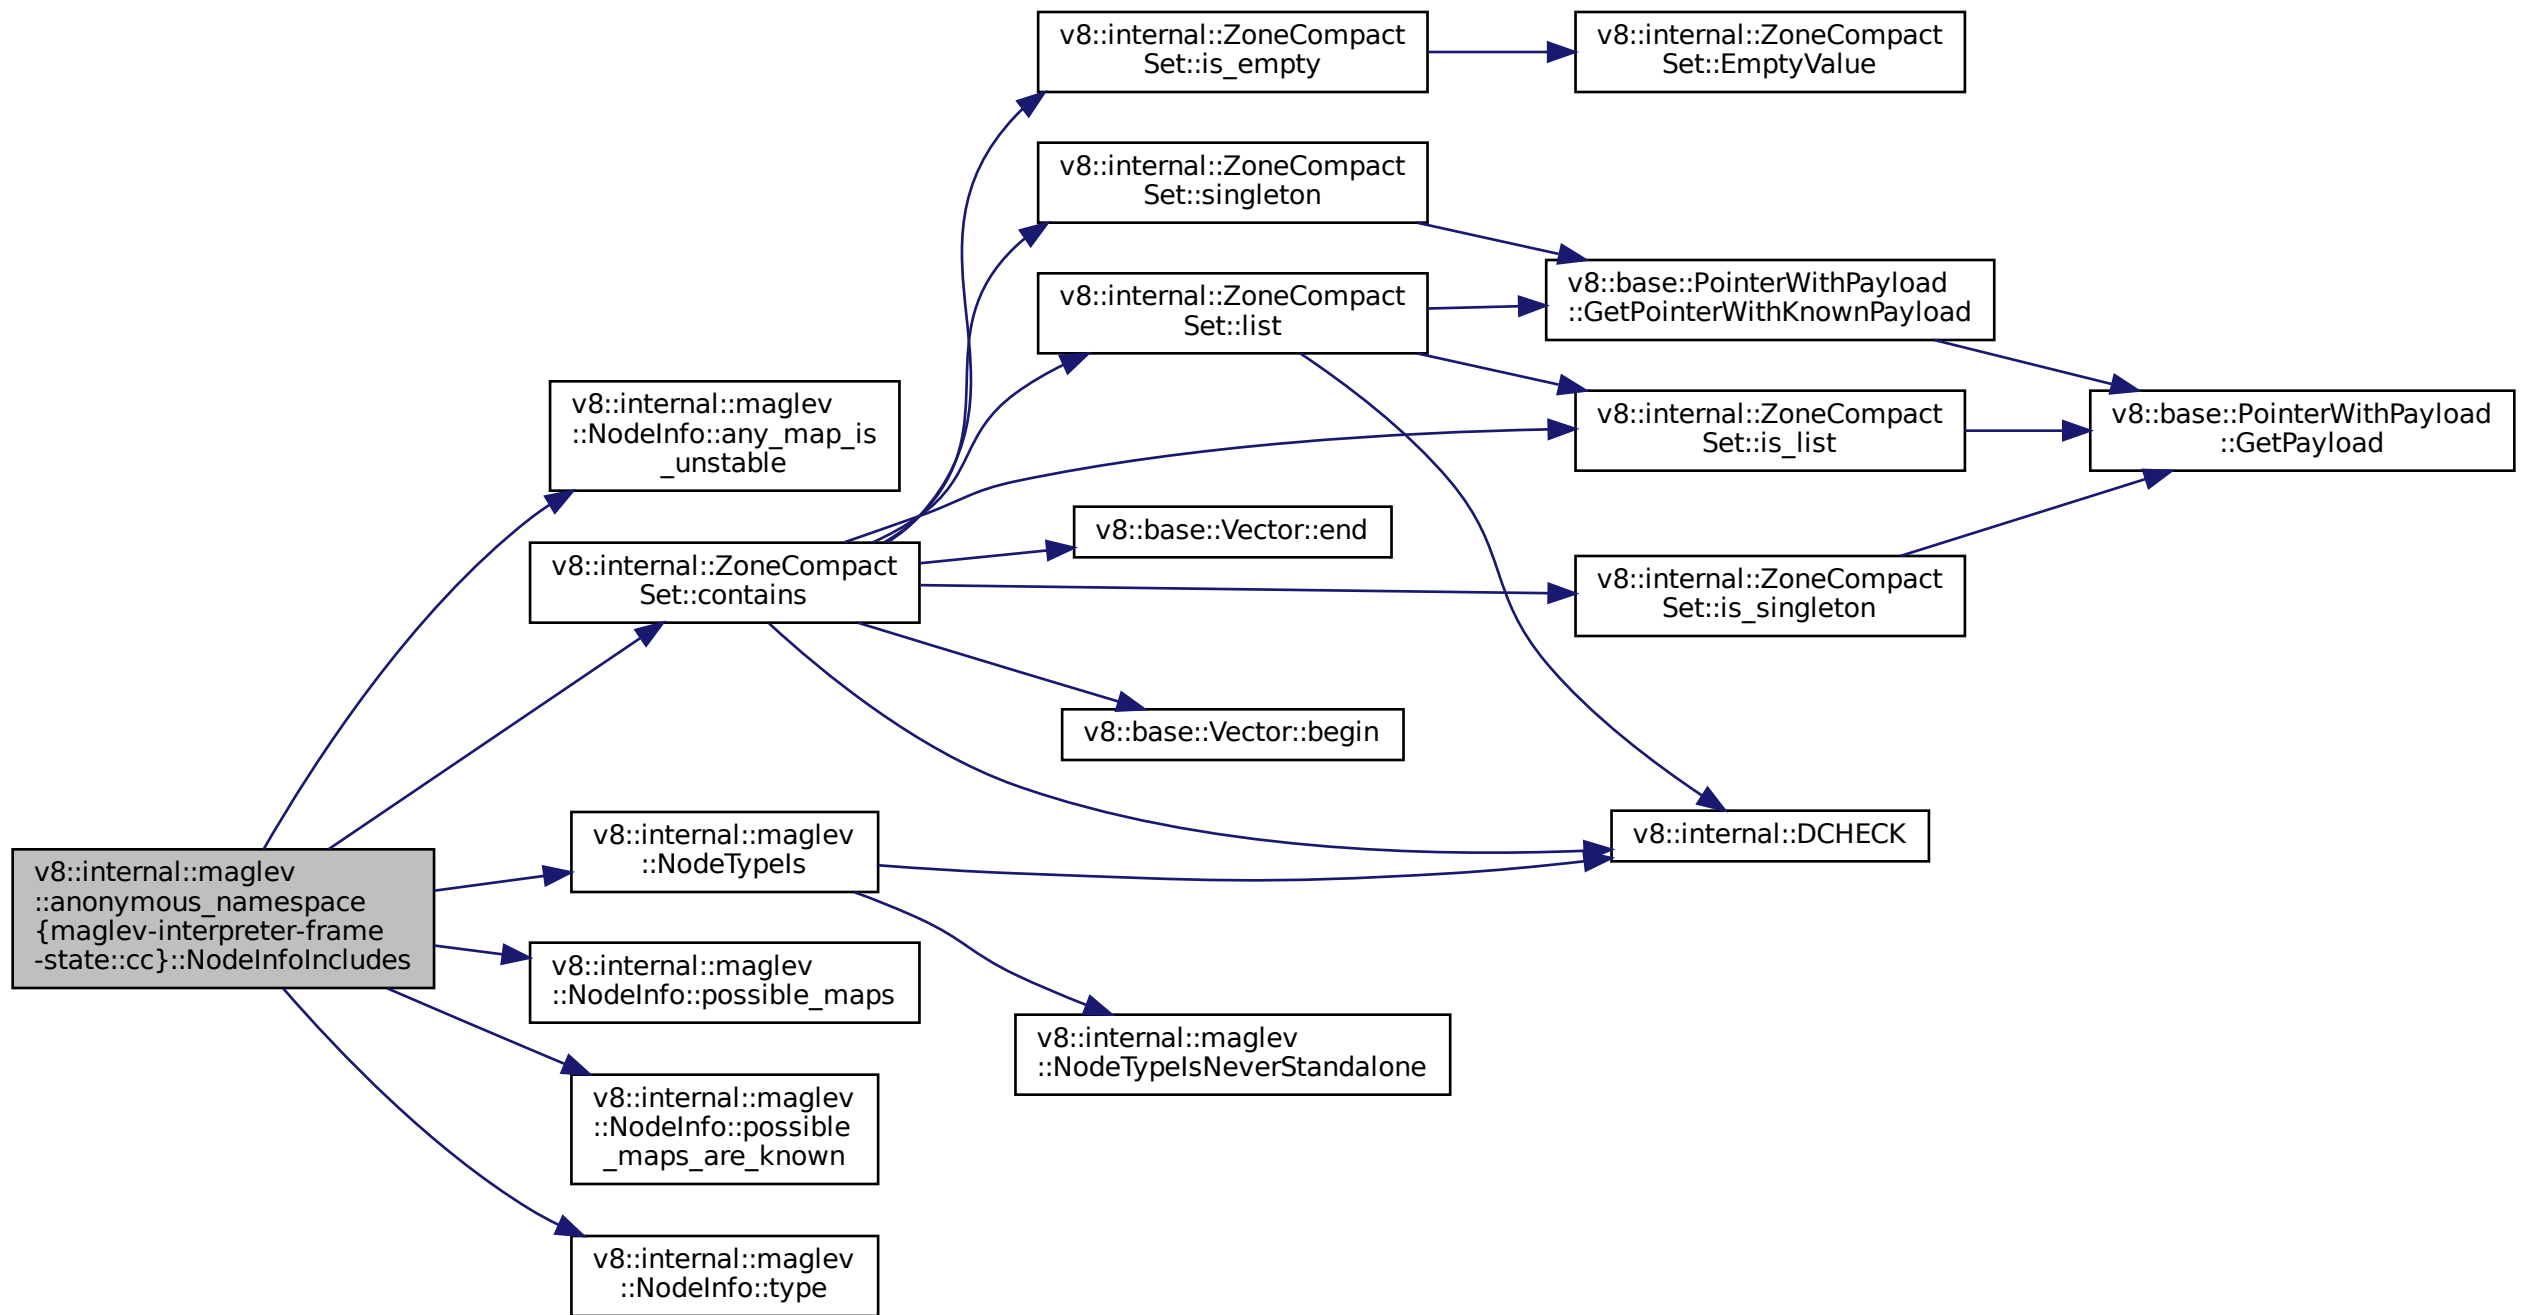 v8::internal::ZoneCompact
Set::is_empty
v8::internal::ZoneCompact
Set::EmptyValue
v8::internal::ZoneCompact
Set::singleton
v8::internal::ZoneCompact
Set::list
v8::base::PointerWithPayload
::GetPointerWithKnownPayload
v8::internal::maglev
::NodeInfo::any_map_is
_unstable
v8::internal::ZoneCompact
Set::is_list
v8::base::PointerWithPayload
::GetPayload
v8::base::Vector::end
v8::internal::ZoneCompact
Set::contains
v8::internal::ZoneCompact
Set::is_singleton
v8::base::Vector::begin
v8::internal::maglev
::NodeTypeIs
v8::internal::DCHECK
v8::internal::maglev
::anonymous_namespace
{maglev-interpreter-frame
-state::cc}::NodeInfoIncludes
v8::internal::maglev
::NodeInfo::possible_maps
v8::internal::maglev
::NodeTypeIsNeverStandalone
v8::internal::maglev
::NodeInfo::possible
_maps_are_known
v8::internal::maglev
::NodeInfo::type